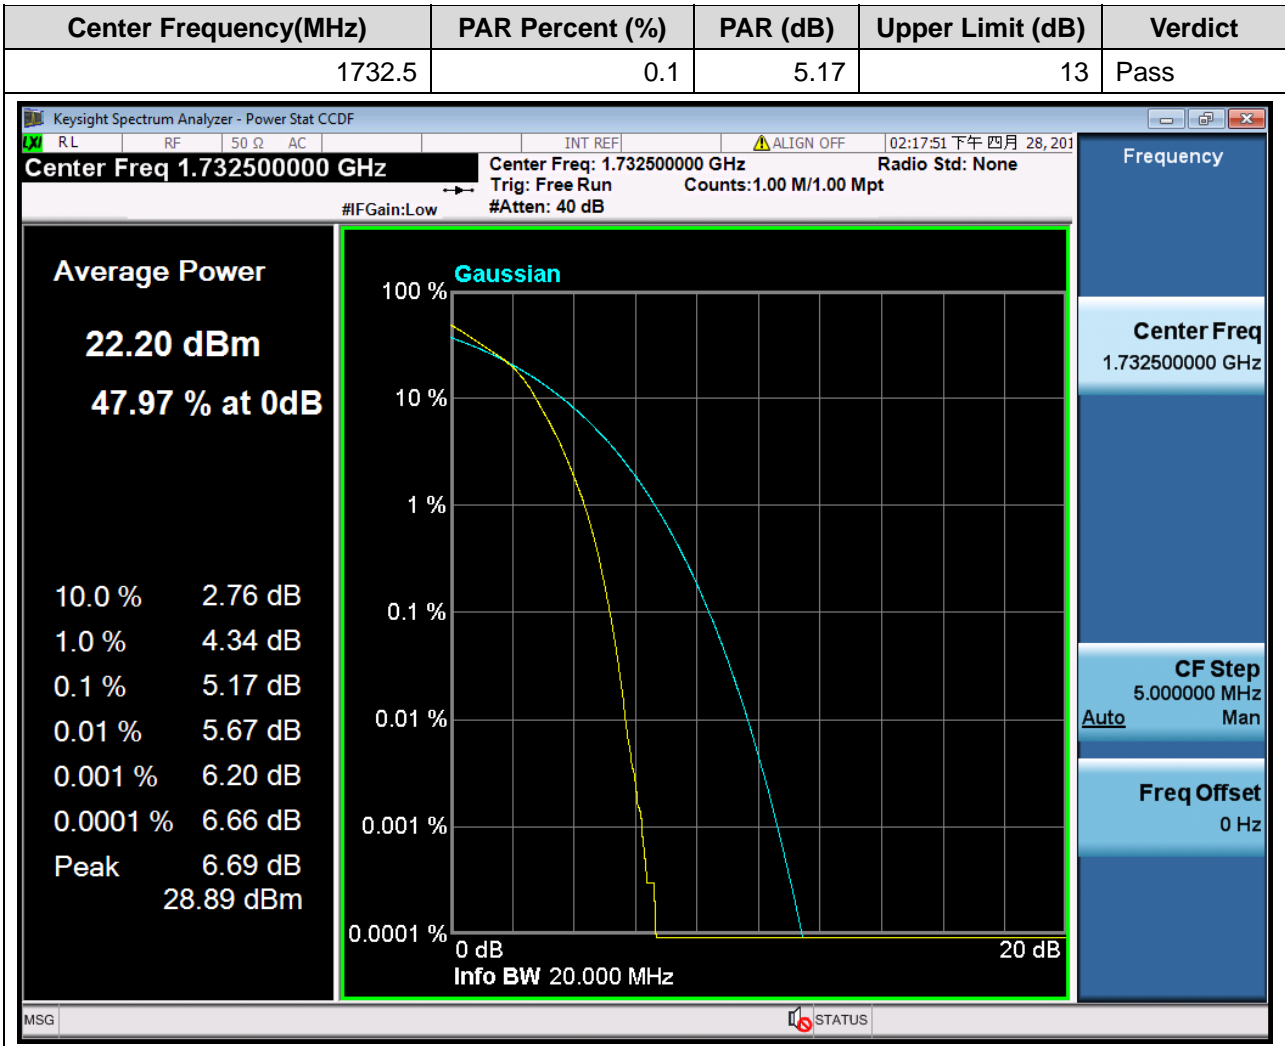 Center Frequency(MHz) PAR Percent (%) PAR (dB) Upper Limit (dB) Verdict
1732.5 0.1 5.17 13 Pass
Keysight Spectrum Analyzer - Power Stat CCDF
LXI RL RF 50 Ω AC INT REF ALIGN OFF 02:17:51 下午 四月 28, 201
Center Freq 1.732500000 GHz
Center Freq: 1.732500000 GHz Radio Std: None
Trig: Free Run Counts:1.00 M/1.00 Mpt
#IFGain:Low #Atten: 40 dB
Frequency
Average Power
22.20 dBm
47.97 % at 0dB
10.0 % 2.76 dB
1.0 % 4.34 dB
0.1 % 5.17 dB
0.01 % 5.67 dB
0.001 % 6.20 dB
0.0001 % 6.66 dB
Peak 6.69 dB
28.89 dBm
Gaussian
100 %
10 %
1 %
0.1 %
0.01 %
0.001 %
0.0001 %
0 dB 20 dB
Info BW 20.000 MHz
Center Freq
1.732500000 GHz
CF Step
5.000000 MHz
Auto Man
Freq Offset
0 Hz
MSG STATUS